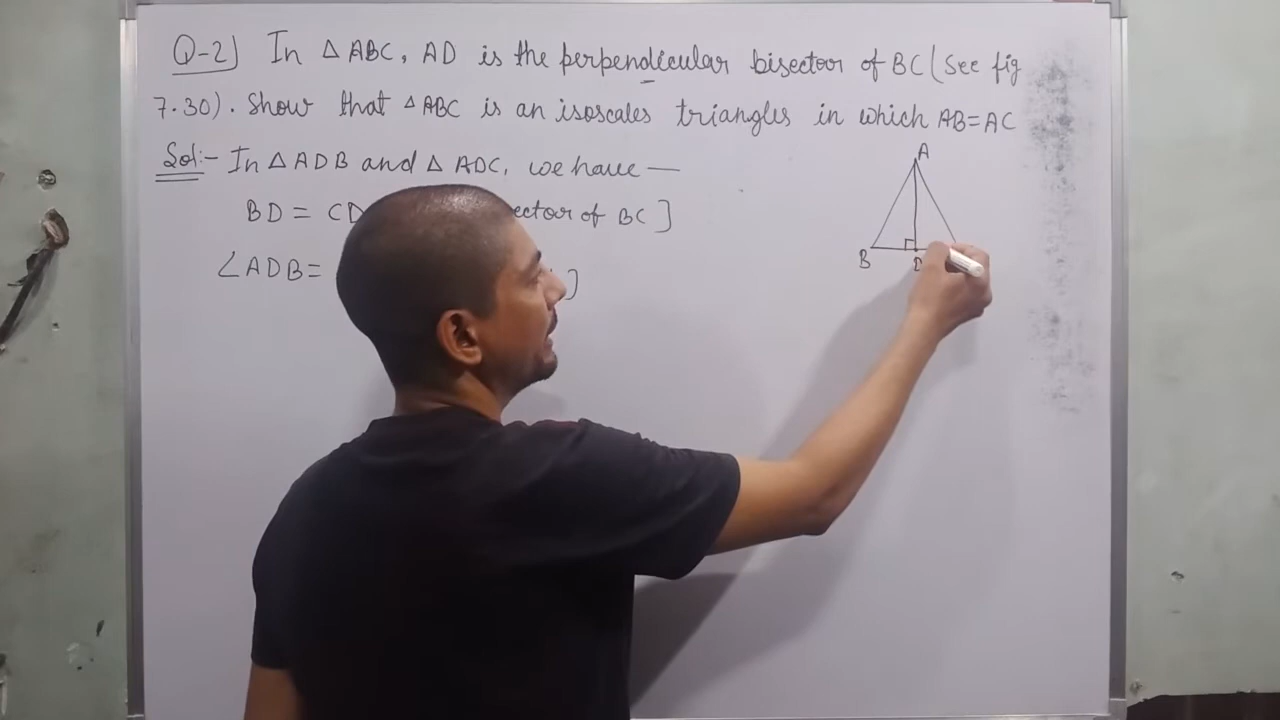 Q-2) In △ ABC, AD is the perpendicular bisector of BC (See fig
7.30). Show that △ ABC is an isoscales triangles in which AB=AC
Sol:- In △ ADB and △ ADC, we have —
BD = CD ector of BC]
∠ADB = ]
A
B D